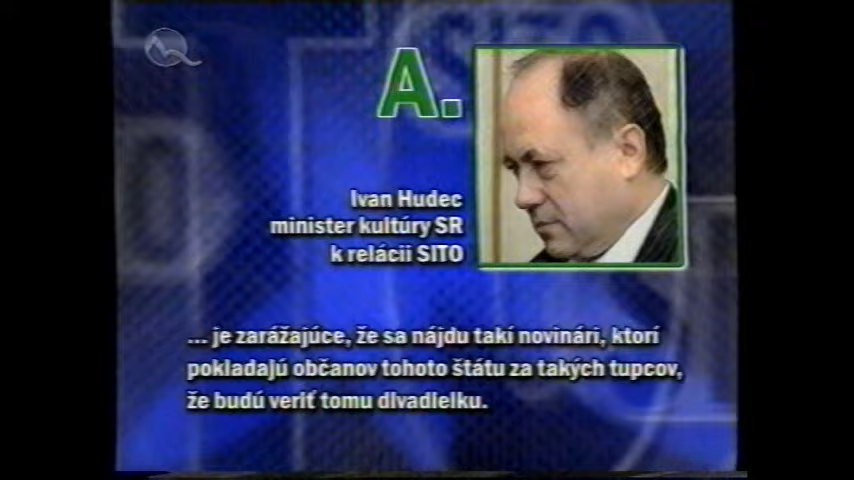 A.
Ivan Hudec
minister kultúry SR
k relácii SITO
... je zarážajúce, že sa nájdu takí novinári, ktorí
pokladajú občanov tohoto štátu za takých tupcov,
že budú veriť tomu divadielku.